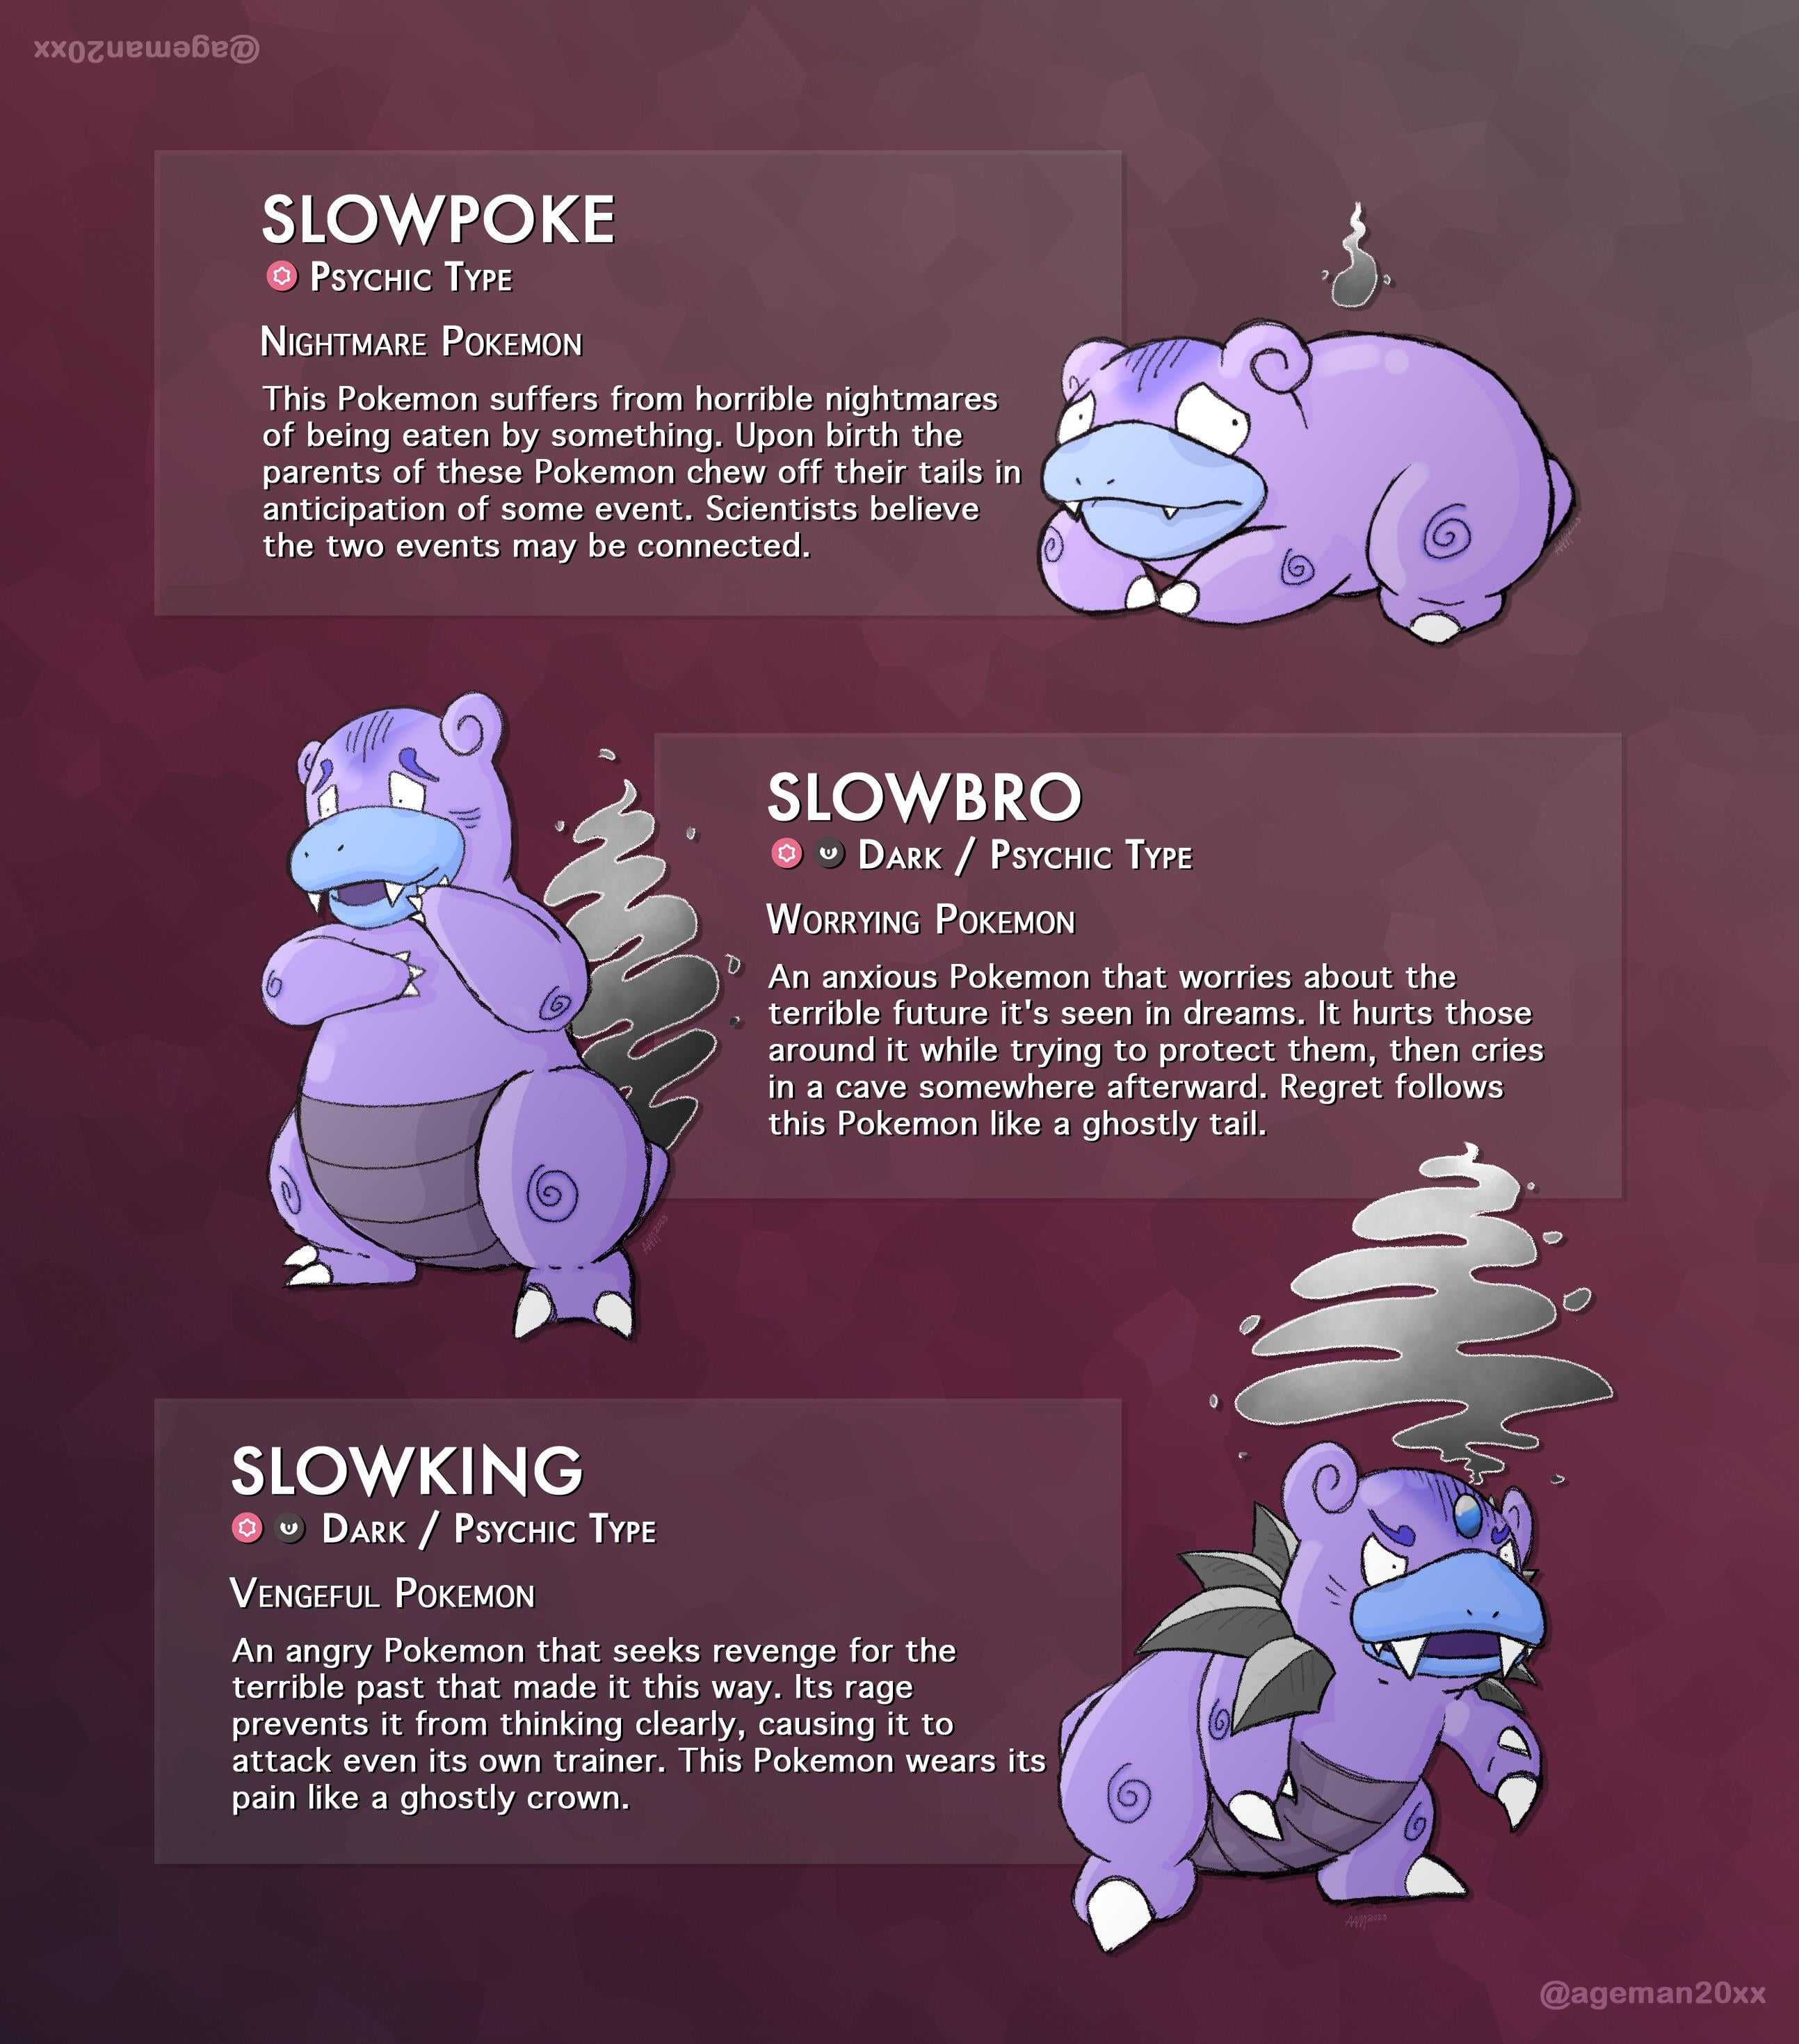 @ageman20xx
SLOWPOKE
Psychic Type
Nightmare Pokemon
This Pokemon suffers from horrible nightmares
of being eaten by something. Upon birth the
parents of these Pokemon chew off their tails in
anticipation of some event. Scientists believe
the two events may be connected.
SLOWBRO
Dark / Psychic Type
Worrying Pokemon
An anxious Pokemon that worries about the
terrible future it's seen in dreams. It hurts those
around it while trying to protect them, then cries
in a cave somewhere afterward. Regret follows
this Pokemon like a ghostly tail.
SLOWKING
Dark / Psychic Type
Vengeful Pokemon
An angry Pokemon that seeks revenge for the
terrible past that made it this way. Its rage
prevents it from thinking clearly, causing it to
attack even its own trainer. This Pokemon wears its
pain like a ghostly crown.
@ageman20xx